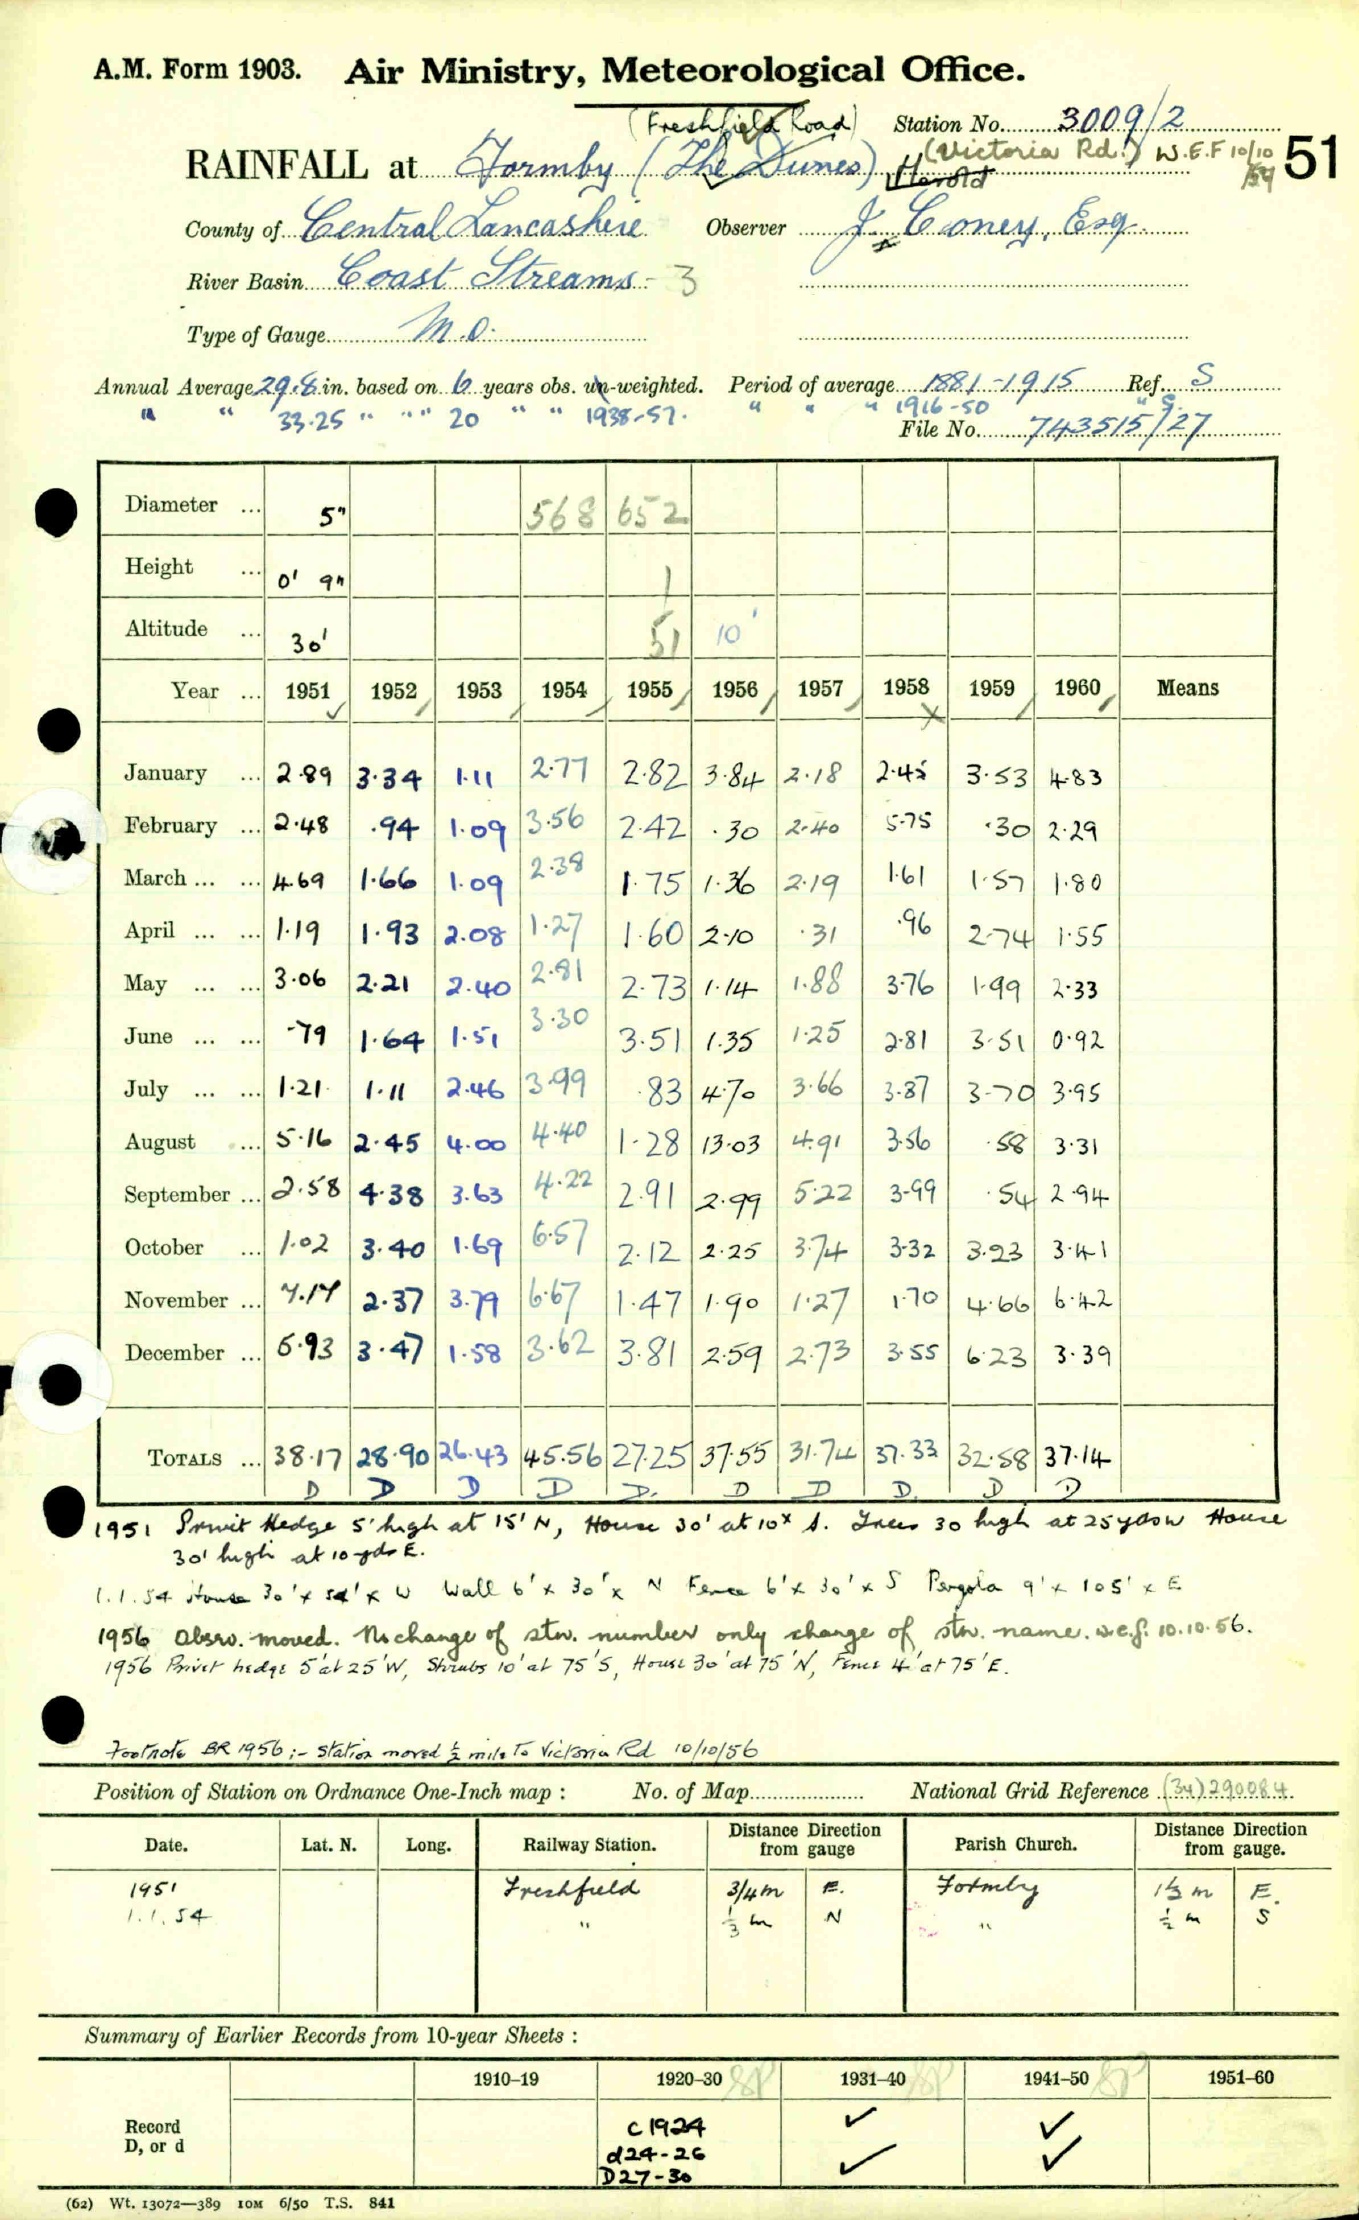 A.M. Form 1903. Air Ministry, Meteorological Office.
(Freshfield Road) Station No. 3009/2
RAINFALL at Formby (The Dunes) (Victoria Rd.) W.E.F 10/10 51
County of Central Lancashire Observer J. Coney, Esq.
River Basin Coast Streams - 3
Type of Gauge M.O.
Annual Average 29.8 in. based on 6 years obs. un-weighted. Period of average 1881-1915 Ref. S
" " 33.25 " " " 20 " " 1938-57. " " " 1916-50 " S.
File No. 743515/27
Diameter ... 5" 568 652
Height ... 0' 9" 1
Altitude ... 30' 51 10'
Year ... 1951 1952 1953 1954 1955 1956 1957 1958 1959 1960 Means
January ... 2.89 3.34 1.11 2.77 2.82 3.84 2.18 2.45 3.53 4.83
February ... 2.48 .94 1.09 3.56 2.42 .30 2.40 5.75 .30 2.29
March ... ... 4.69 1.66 1.09 2.38 1.75 1.36 2.19 1.61 1.57 1.80
April ... ... 1.19 1.93 2.08 1.27 1.60 2.10 .31 .96 2.74 1.55
May ... ... 3.06 2.21 2.40 2.81 2.73 1.14 1.88 3.76 1.99 2.33
June ... ... .79 1.64 1.51 3.30 3.51 1.35 1.25 2.81 3.51 0.92
July ... ... 1.21 1.11 2.46 3.99 .83 4.70 3.66 3.87 3.70 3.95
August ... 5.16 2.45 4.00 4.40 1.28 13.03 4.91 3.56 .58 3.31
September ... 2.58 4.38 3.63 4.22 2.91 2.99 5.22 3.99 .54 2.94
October ... 1.02 3.40 1.69 6.57 2.12 2.25 3.74 3.32 3.23 3.41
November ... 7.17 2.37 3.79 6.67 1.47 1.90 1.27 1.70 4.66 6.42
December ... 5.93 3.47 1.58 3.62 3.81 2.59 2.73 3.55 6.23 3.39
TOTALS ... 38.17 28.90 26.43 45.56 27.25 37.55 31.74 37.33 32.58 37.14
D D D D D. D D D. D D
1951 Privit Hedge 5' high at 15' N, House 30' at 10x S. Trees 30 high at 25 yds W House
30' high at 10 yds E.
1.1.54 House 30' x 54' x W Wall 6' x 30' x N Fence 6' x 30' x S Pergola 9' x 105' x E
1956 Obsvr. moved. No change of stn. number only change of stn. name. w.e.f. 10.10.56.
1956 Privet hedge 5' at 25' W, Shrubs 10' at 75' S, House 30' at 75' N, Fence 4' at 75' E.
Footnote BR 1956 :- Station moved ½ mile To Victoria Rd 10/10/56
Position of Station on Ordnance One-Inch map : No. of Map National Grid Reference (34) 290084
Date. Lat. N. Long. Railway Station. Distance Direction from gauge Parish Church. Distance Direction from gauge.
1951 Freshfield 3/4 m E. Formby 1½ m E.
1.1.54 " ⅓ m N " ½ m S
Summary of Earlier Records from 10-year Sheets :
1910–19 1920–30 SP 1931–40 SP 1941–50 SP 1951–60
Record c 1924 ✓ ✓
D, or d d24-26
D27-30 ✓ ✓
(62) Wt. 13072—389 10M 6/50 T.S. 841